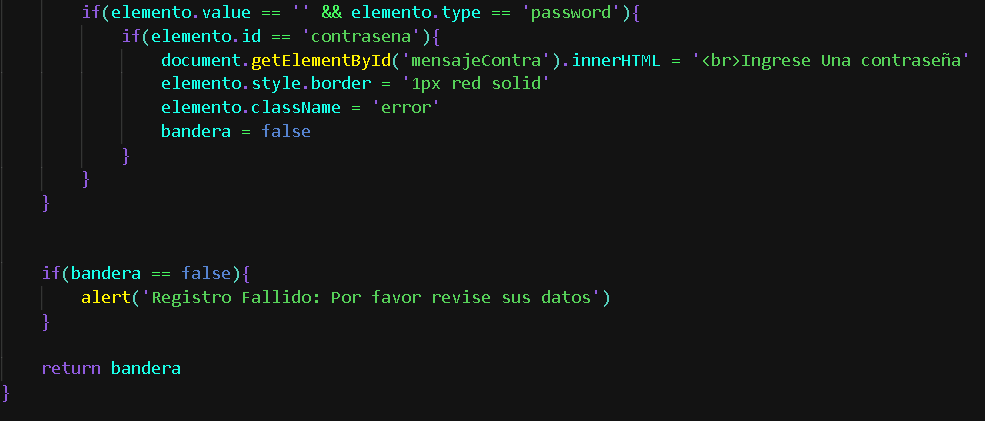 if(elemento.value == '' && elemento.type == 'password'){
if(elemento.id == 'contrasena'){
document.getElementById('mensajeContra').innerHTML = '<br>Ingrese Una contraseña'
elemento.style.border = '1px red solid'
elemento.className = 'error'
bandera = false
}
}
}
if(bandera == false){
alert('Registro Fallido: Por favor revise sus datos')
}
return bandera
}